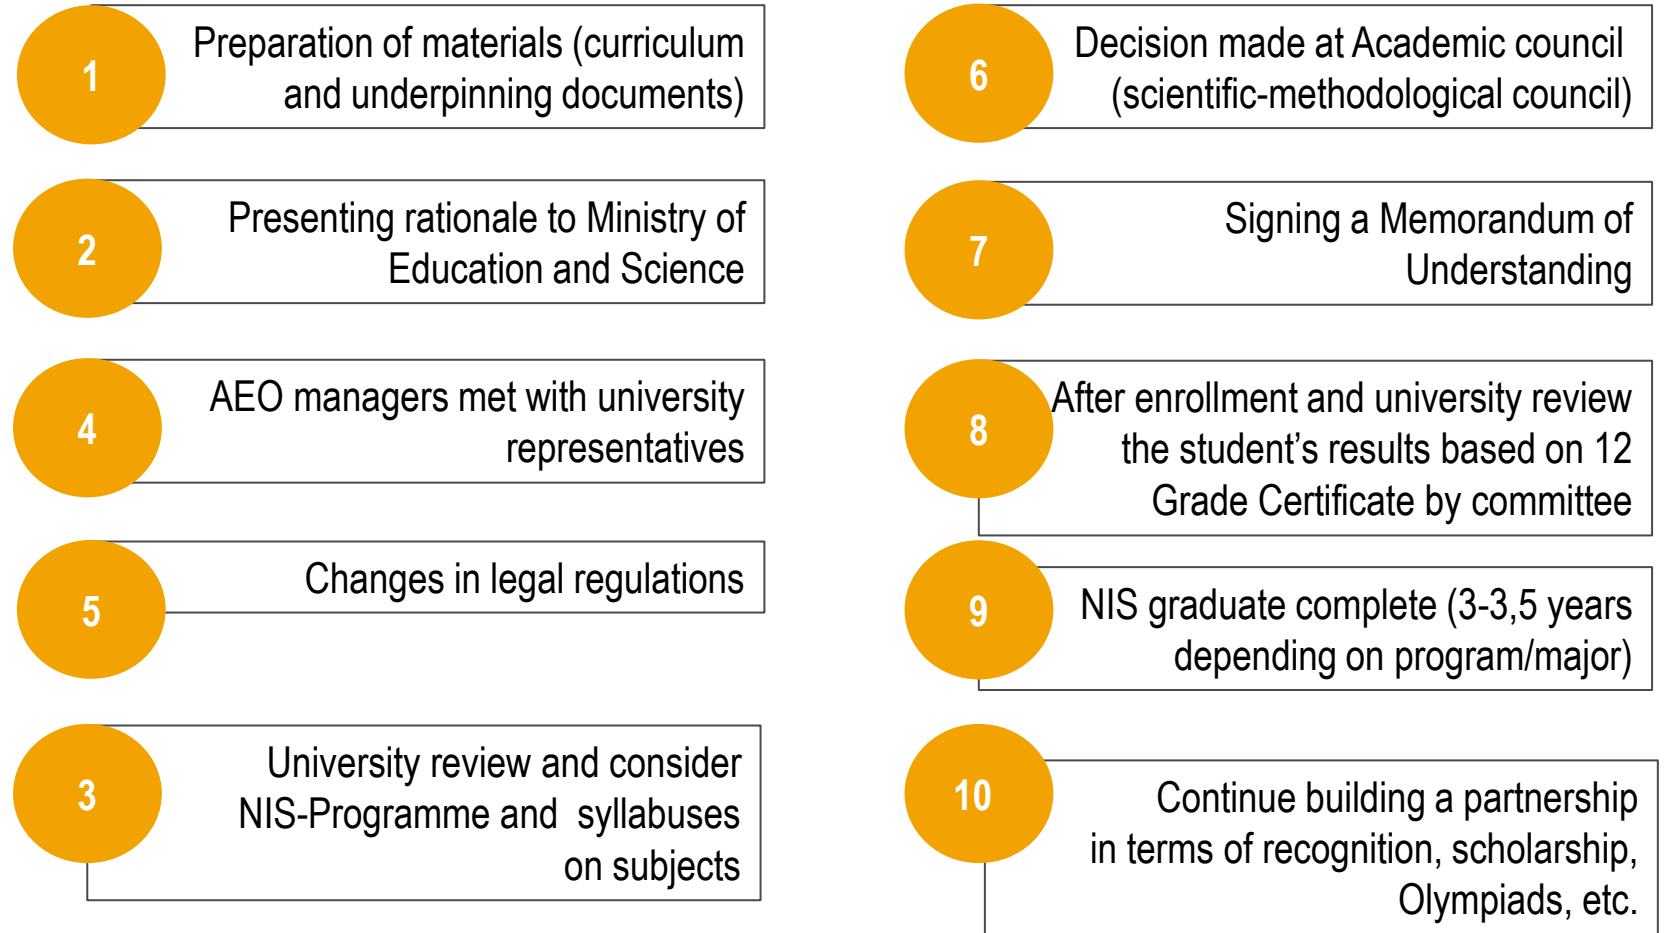 1
Preparation of materials (curriculum
and underpinning documents)
2
Presenting rationale to Ministry of
Education and Science
4
AEO managers met with university
representatives
5
Changes in legal regulations
3
University review and consider
NIS-Programme and  syllabuses
on subjects
6
Decision made at Academic council
(scientific-methodological council)
7
Signing a Memorandum of
Understanding
8
After enrollment and university review
the student’s results based on 12
Grade Certificate by committee
9
NIS graduate complete (3-3,5 years
depending on program/major)
10
Continue building a partnership
in terms of recognition, scholarship,
Olympiads, etc.